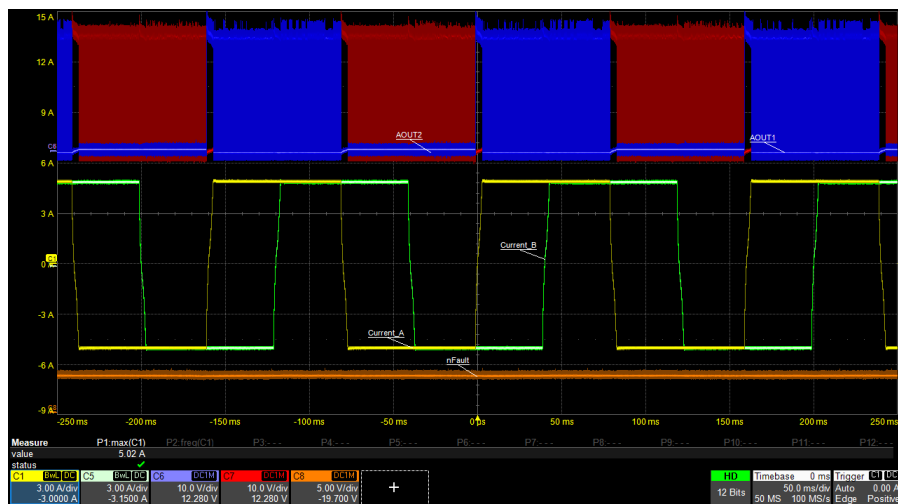 15 A
12 A
9 A
AOUT2
AOUT1
C6
6 A
3 A
Current_B
C1
0 A
-3 A
Current_A
nFault
-6 A
-9 A
-250 ms -200 ms -150 ms -100 ms -50 ms 0 ms 50 ms 100 ms 150 ms 200 ms 250 ms
Measure P1:max(C1) P2:freq(C1) P3:- - - P4:- - - P5:- - - P6:- - - P7:- - - P8:- - - P9:- - - P10:- - - P11:- - - P12:- - -
value 5.02 A
status ✓
C1 BwL DC C5 BwL DC C6 DC1M C7 DC1M C8 DC1M HD Timebase 0 ms Trigger C1 DC
3.00 A/div 3.00 A/div 10.0 V/div 10.0 V/div 5.00 V/div + 50.0 ms/div Auto 0.00 A
-3.0000 A -3.1500 A 12.280 V 12.280 V -19.700 V 12 Bits 50 MS 100 MS/s Edge Positive